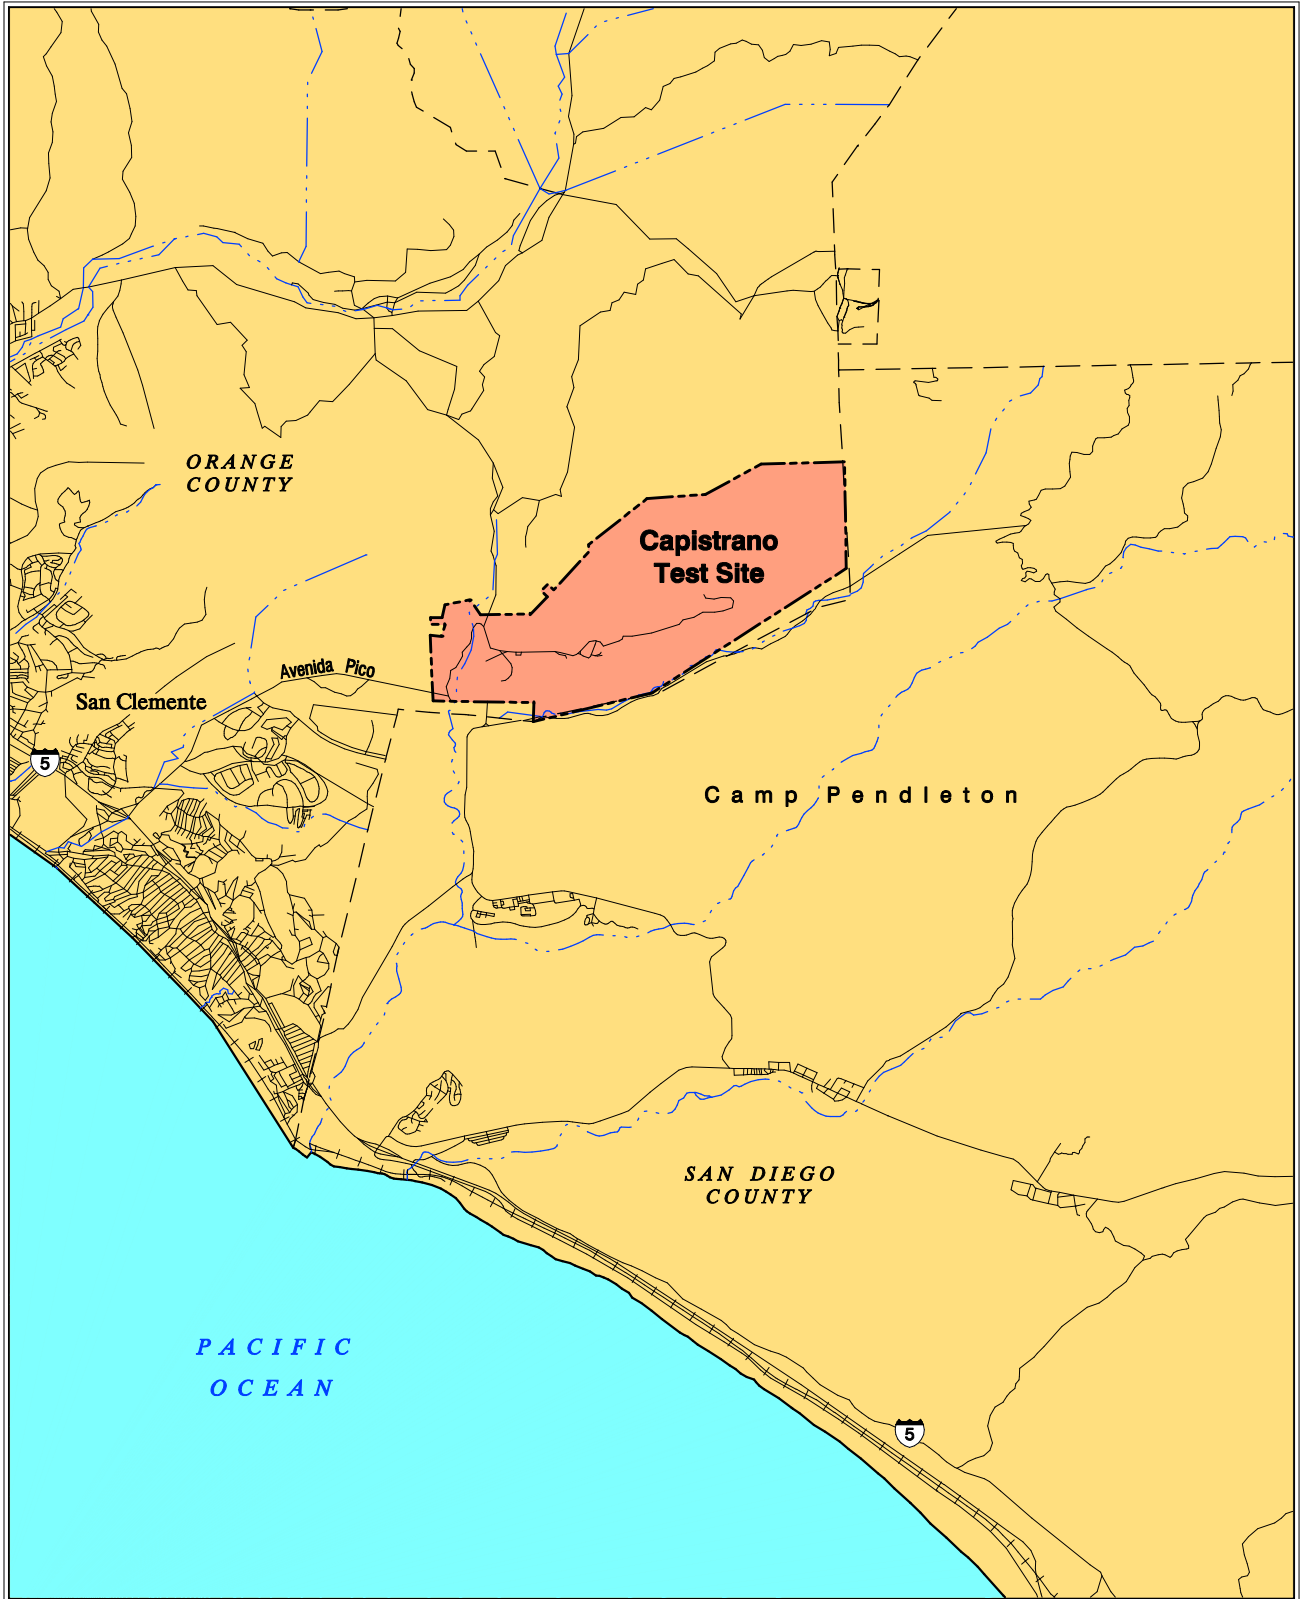 ORANGE
COUNTY
Capistrano
Test Site
Avenida Pico
San Clemente
5
Camp Pendleton
SAN DIEGO
COUNTY
PACIFIC
OCEAN
5